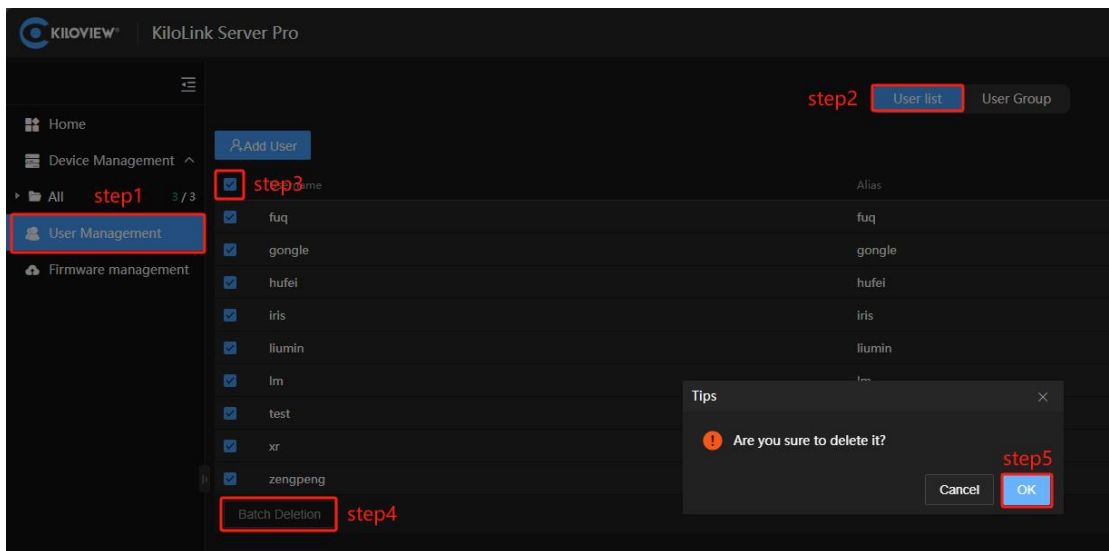 KILOVIEW® KiloLink Server Pro
step2 User list User Group
Home
Add User
Device Management
step3
Alias
All step1 3 / 3
fuq fuq
User Management
gongle gongle
Firmware management
hufei hufei
iris iris
liumin liumin
lm lm
Tips
test
Are you sure to delete it?
xr
step5
zengpeng
Cancel OK
Batch Deletion step4